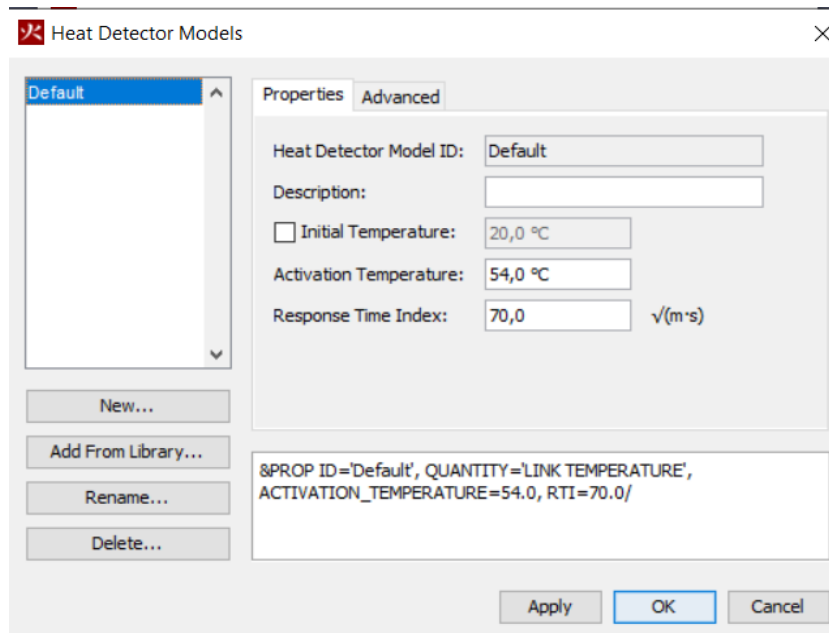 火 Heat Detector Models
Default
Properties Advanced
Heat Detector Model ID: Default
Description:
Initial Temperature: 20,0 °C
Activation Temperature: 54,0 °C
Response Time Index: 70,0 √(m·s)
New...
Add From Library...
Rename...
Delete...
&PROP ID='Default', QUANTITY='LINK TEMPERATURE',
ACTIVATION_TEMPERATURE=54.0, RTI=70.0/
Apply OK Cancel